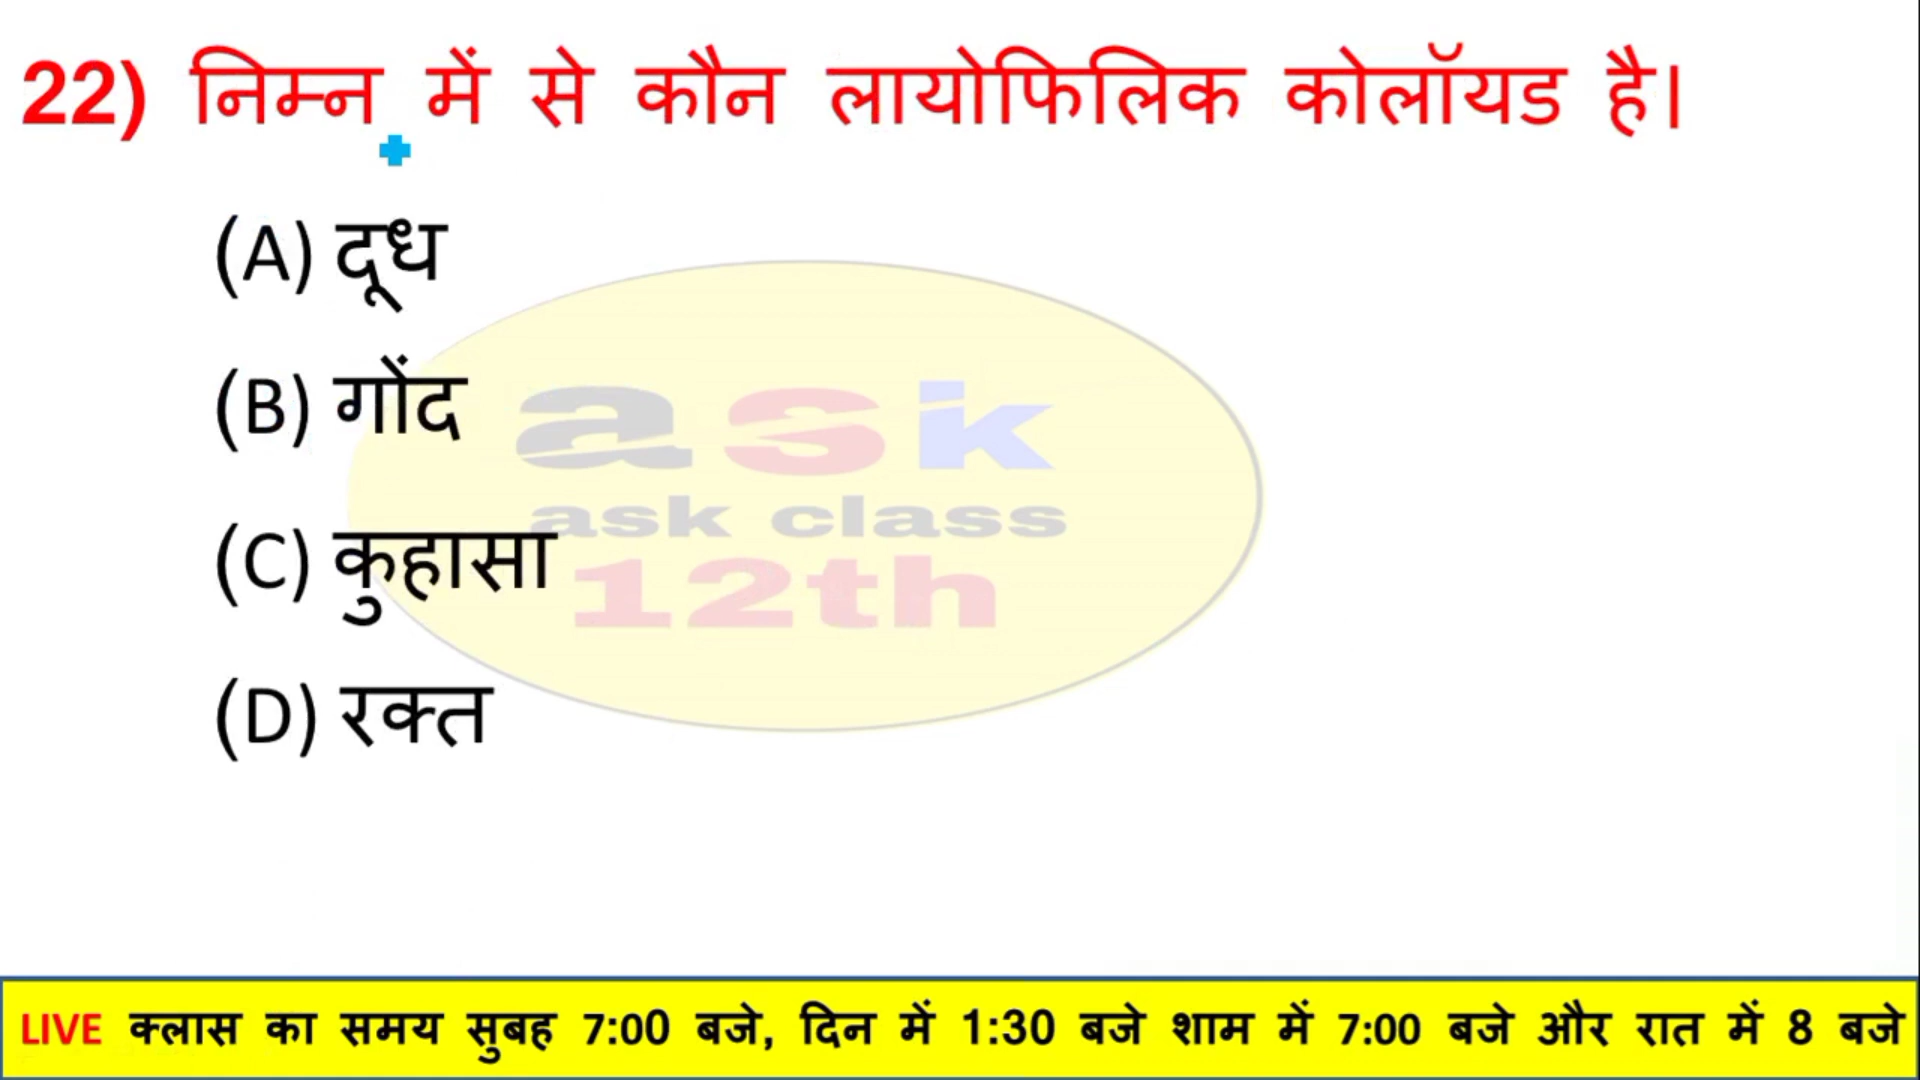 22) निम्न में से कौन लायोफिलिक कोलॉयड है।
(A) दूध
(B) गोंद
(C) कुहासा
(D) रक्त
ask
ask class
12th
LIVE क्लास का समय सुबह 7:00 बजे, दिन में 1:30 बजे शाम में 7:00 बजे और रात में 8 बजे